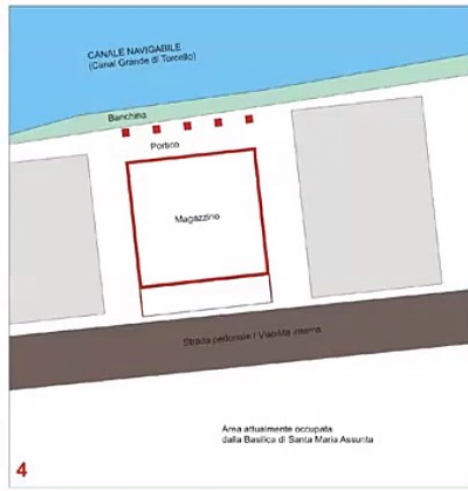 CANALE NAVIGABILE
(Canal Grande di Torcello)
Banchina
Portico
Magazzino
Strada pedonale / Viabilità interna
Area attualmente occupata
dalla Basilica di Santa Maria Assunta
4